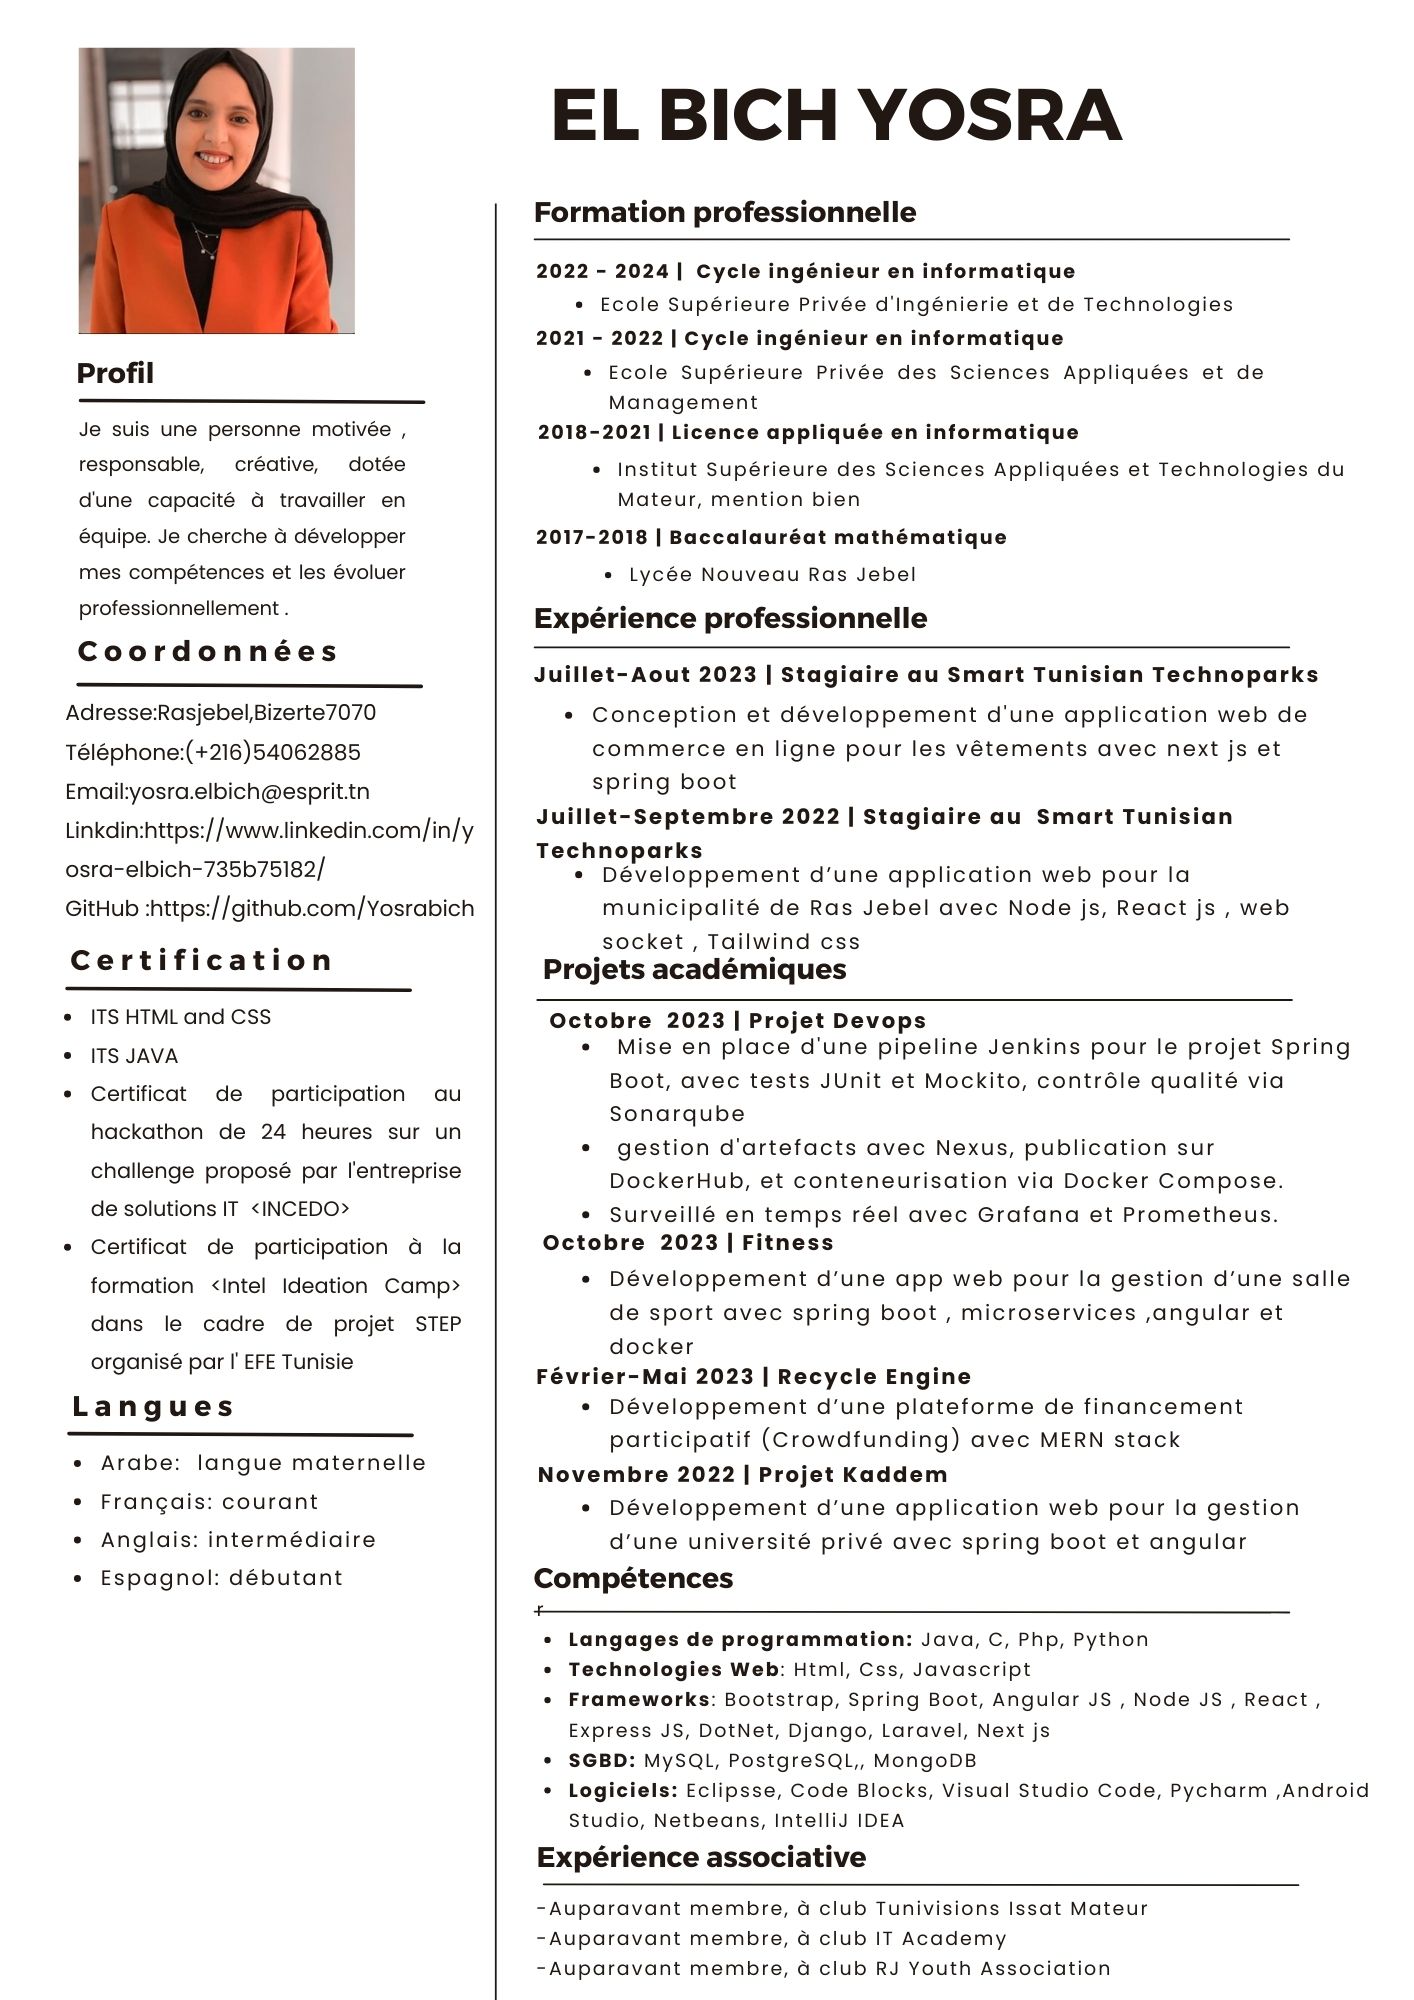 EL BICH YOSRA
Profil
Je suis une personne motivée ,
responsable, créative, dotée
d'une capacité à travailler en
équipe. Je cherche à développer
mes compétences et les évoluer
professionnellement .
Coordonnées
Adresse:Rasjebel,Bizerte7070
Téléphone:(+216)54062885
Email:yosra.elbich@esprit.tn
Linkdin:https://www.linkedin.com/in/y
osra-elbich-735b75182/
GitHub :https://github.com/Yosrabich
Certification
• ITS HTML and CSS
• ITS JAVA
• Certificat de participation au
hackathon de 24 heures sur un
challenge proposé par l'entreprise
de solutions IT <INCEDO>
• Certificat de participation à la
formation <Intel Ideation Camp>
dans le cadre de projet STEP
organisé par l' EFE Tunisie
Langues
• Arabe: langue maternelle
• Français: courant
• Anglais: intermédiaire
• Espagnol: débutant
Formation professionnelle
2022 - 2024 | Cycle ingénieur en informatique
• Ecole Supérieure Privée d'Ingénierie et de Technologies
2021 - 2022 | Cycle ingénieur en informatique
• Ecole Supérieure Privée des Sciences Appliquées et de
Management
2018-2021 | Licence appliquée en informatique
• Institut Supérieure des Sciences Appliquées et Technologies du
Mateur, mention bien
2017-2018 | Baccalauréat mathématique
• Lycée Nouveau Ras Jebel
Expérience professionnelle
Juillet-Aout 2023 | Stagiaire au Smart Tunisian Technoparks
• Conception et développement d'une application web de
commerce en ligne pour les vêtements avec next js et
spring boot
Juillet-Septembre 2022 | Stagiaire au Smart Tunisian
Technoparks
• Développement d’une application web pour la
municipalité de Ras Jebel avec Node js, React js , web
socket , Tailwind css
Projets académiques
Octobre 2023 | Projet Devops
• Mise en place d'une pipeline Jenkins pour le projet Spring
Boot, avec tests JUnit et Mockito, contrôle qualité via
Sonarqube
• gestion d'artefacts avec Nexus, publication sur
DockerHub, et conteneurisation via Docker Compose.
• Surveillé en temps réel avec Grafana et Prometheus.
Octobre 2023 | Fitness
• Développement d’une app web pour la gestion d’une salle
de sport avec spring boot , microservices ,angular et
docker
Février-Mai 2023 | Recycle Engine
• Développement d’une plateforme de financement
participatif (Crowdfunding) avec MERN stack
Novembre 2022 | Projet Kaddem
• Développement d’une application web pour la gestion
d’une université privé avec spring boot et angular
Compétences
r
• Langages de programmation: Java, C, Php, Python
• Technologies Web: Html, Css, Javascript
• Frameworks: Bootstrap, Spring Boot, Angular JS , Node JS , React ,
Express JS, DotNet, Django, Laravel, Next js
• SGBD: MySQL, PostgreSQL,, MongoDB
• Logiciels: Eclipsse, Code Blocks, Visual Studio Code, Pycharm ,Android
Studio, Netbeans, IntelliJ IDEA
Expérience associative
-Auparavant membre, à club Tunivisions Issat Mateur
-Auparavant membre, à club IT Academy
-Auparavant membre, à club RJ Youth Association